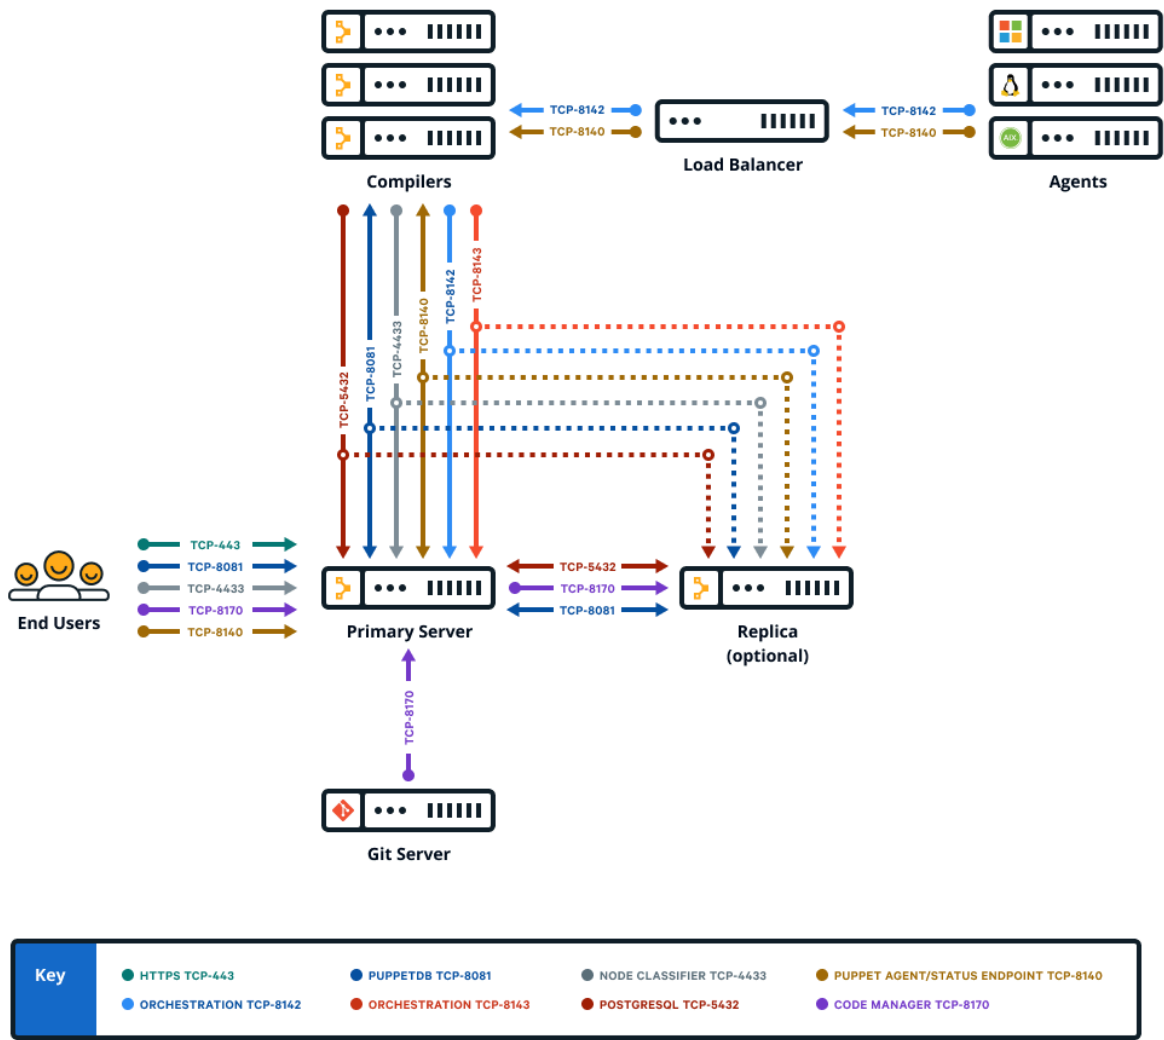 TCP-8142
TCP-8140
TCP-8142
TCP-8140
AIX
Compilers
Load Balancer
Agents
TCP-5432
TCP-8081
TCP-4433
TCP-8140
TCP-8142
TCP-8143
TCP-443
TCP-8081
TCP-4433
TCP-8170
TCP-8140
End Users
TCP-5432
TCP-8170
TCP-8081
Primary Server
Replica
(optional)
TCP-8170
Git Server
Key
HTTPS TCP-443
PUPPETDB TCP-8081
NODE CLASSIFIER TCP-4433
PUPPET AGENT/STATUS ENDPOINT TCP-8140
ORCHESTRATION TCP-8142
ORCHESTRATION TCP-8143
POSTGRESQL TCP-5432
CODE MANAGER TCP-8170